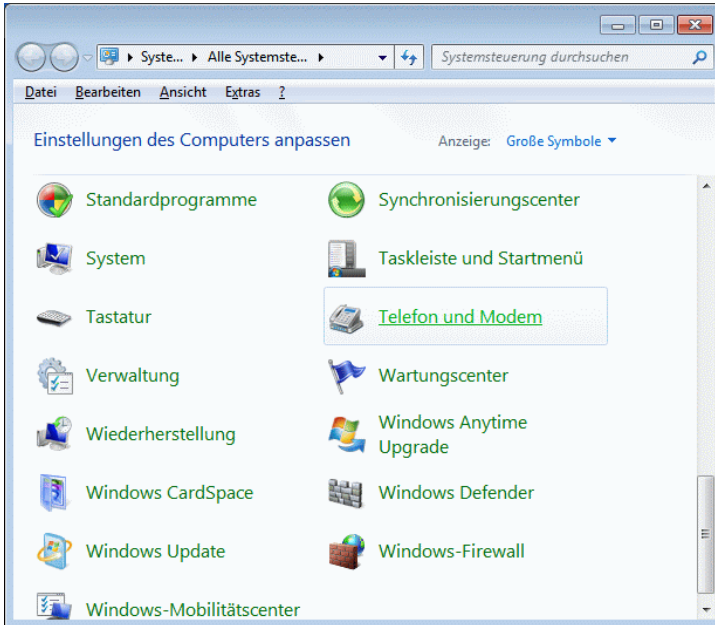 Syste... Alle Systemste... Systemsteuerung durchsuchen
Datei Bearbeiten Ansicht Extras ?
Einstellungen des Computers anpassen Anzeige: Große Symbole
Standardprogramme Synchronisierungscenter
System Taskleiste und Startmenü
Tastatur Telefon und Modem
Verwaltung Wartungscenter
Wiederherstellung Windows Anytime
Upgrade
Windows CardSpace Windows Defender
Windows Update Windows-Firewall
Windows-Mobilitätscenter